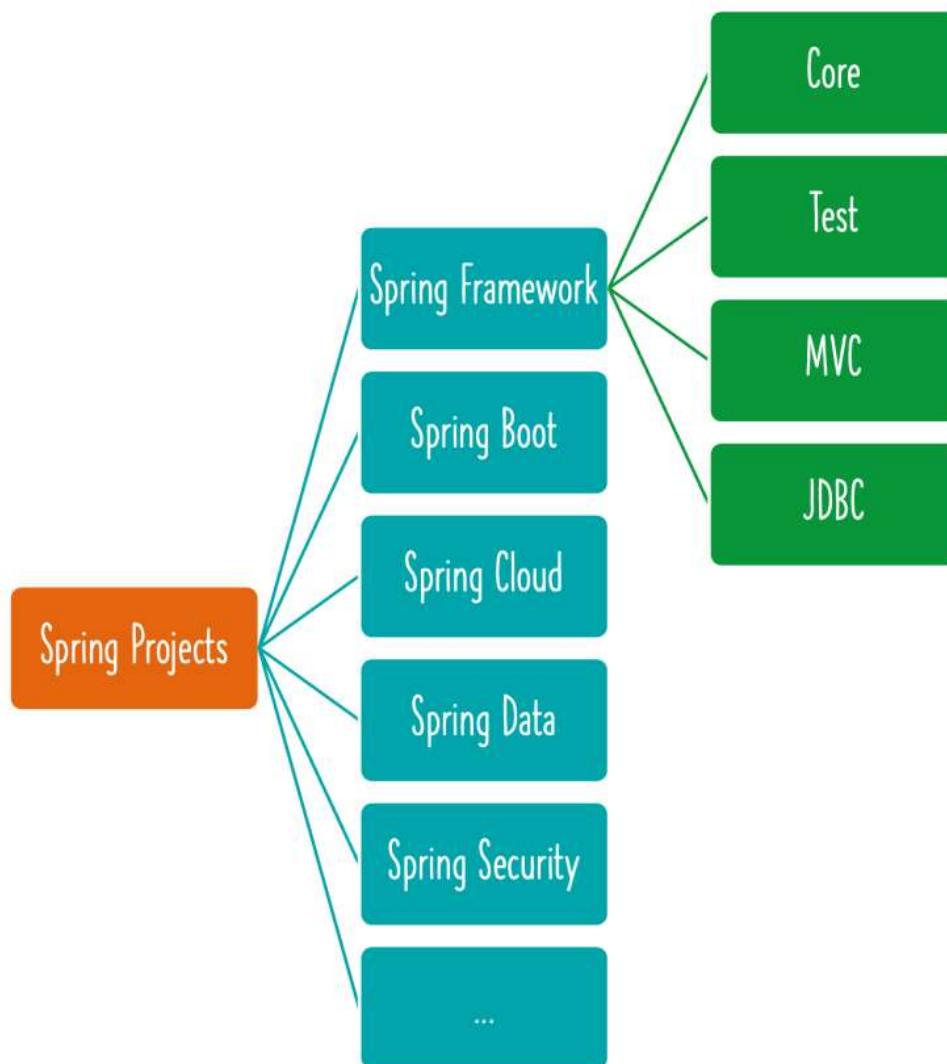 Core
Test
Spring Framework
MVC
Spring Boot
JDBC
Spring Cloud
Spring Projects
Spring Data
Spring Security
...